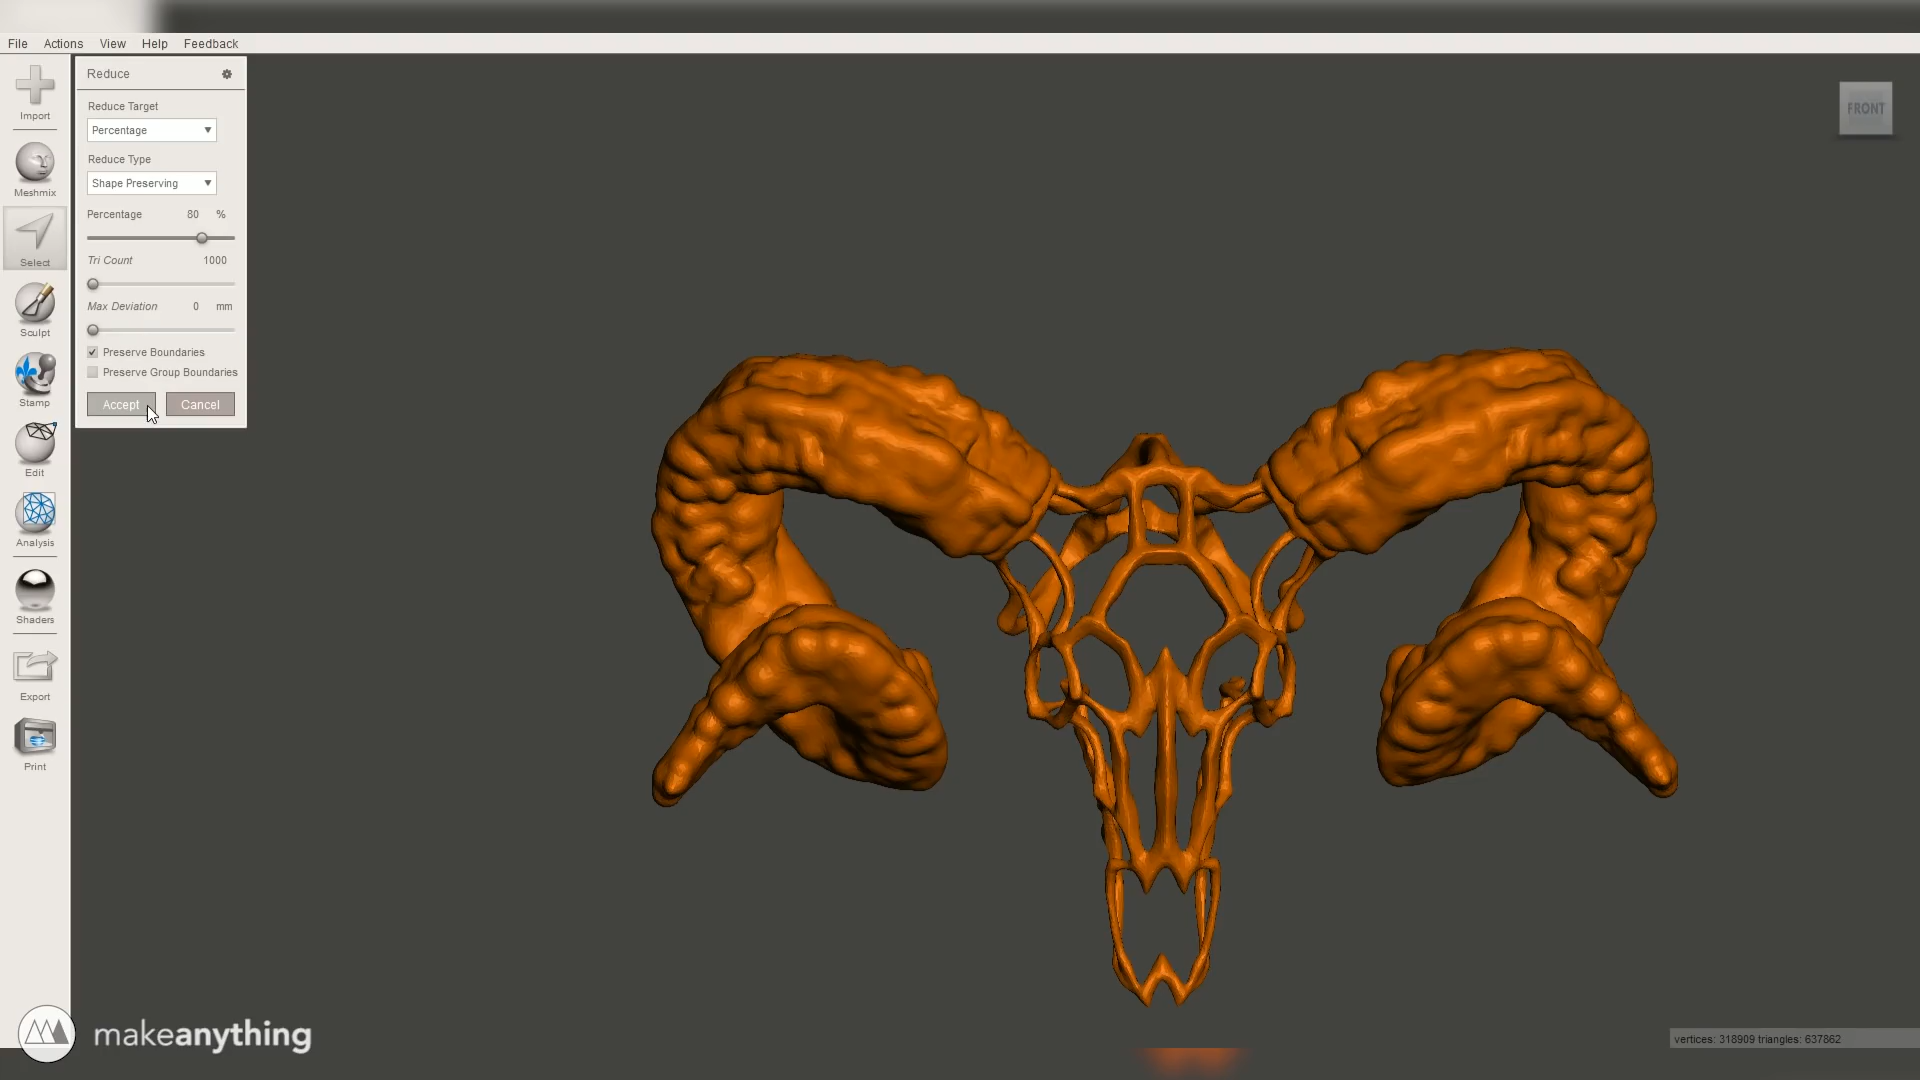 File Actions View Help Feedback
Import
Meshmix
Select
Sculpt
Stamp
Edit
Analysis
Shaders
Export
Print
Reduce
Reduce Target
Percentage
Reduce Type
Shape Preserving
Percentage 80 %
Tri Count 1000
Max Deviation 0 mm
Preserve Boundaries
Preserve Group Boundaries
Accept Cancel
FRONT
makeanything
vertices: 318909 triangles: 637862